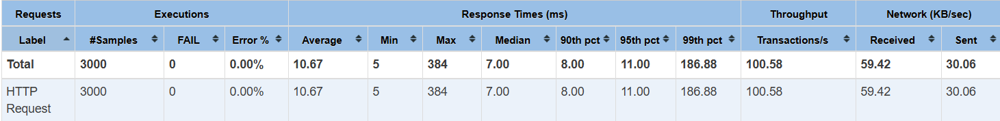 Requests Executions Response Times (ms) Throughput Network (KB/sec)
Label #Samples FAIL Error % Average Min Max Median 90th pct 95th pct 99th pct Transactions/s Received Sent
Total 3000 0 0.00% 10.67 5 384 7.00 8.00 11.00 186.88 100.58 59.42 30.06
HTTP 3000 0 0.00% 10.67 5 384 7.00 8.00 11.00 186.88 100.58 59.42 30.06
Request